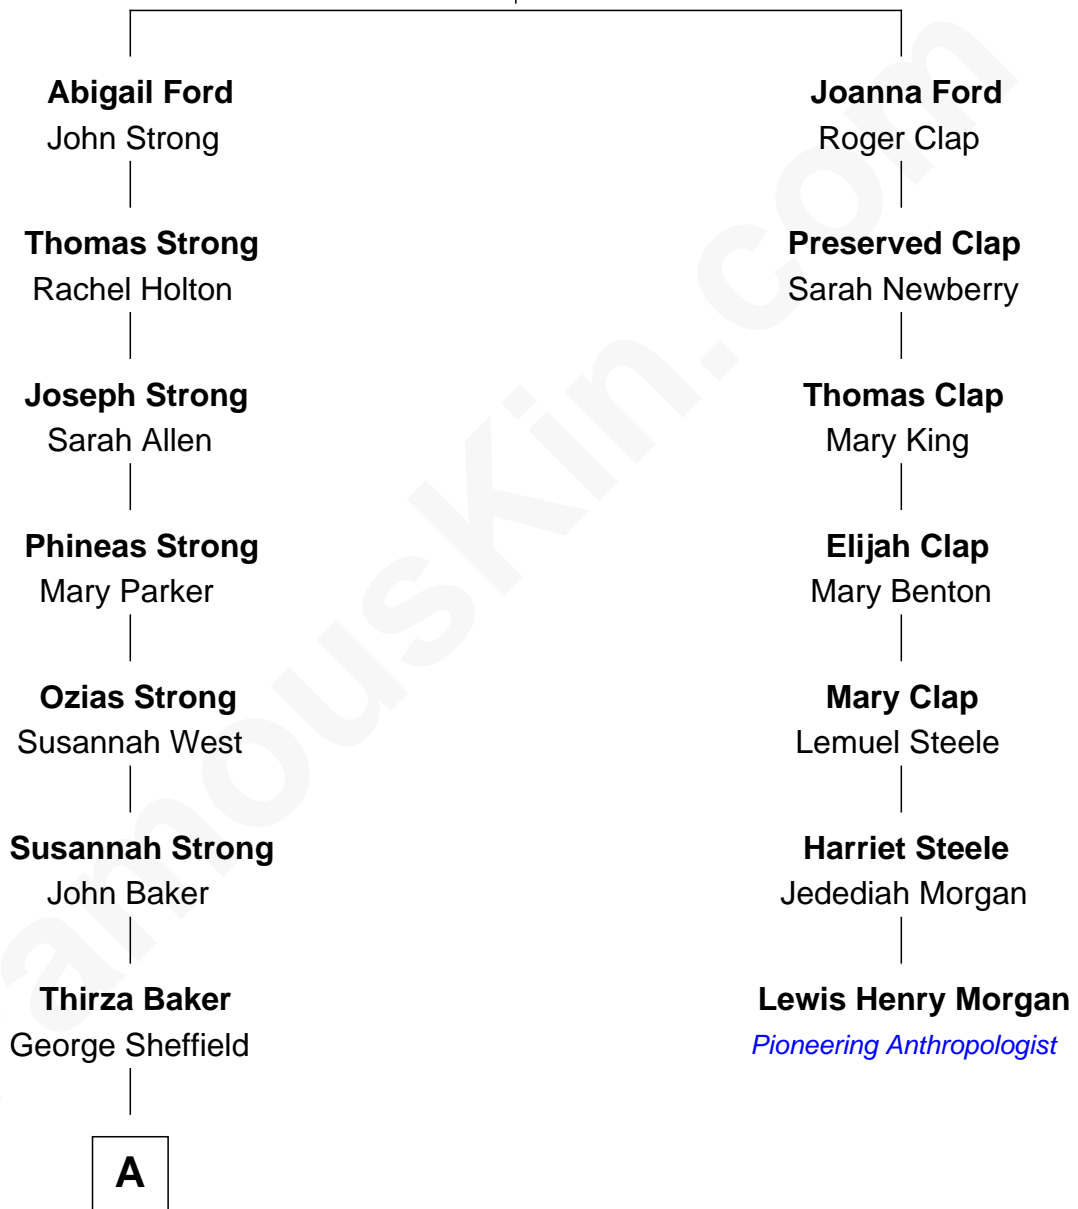 Abigail Ford
John Strong
Joanna Ford
Roger Clap
Thomas Strong
Rachel Holton
Preserved Clap
Sarah Newberry
Joseph Strong
Sarah Allen
Thomas Clap
Mary King
Phineas Strong
Mary Parker
Elijah Clap
Mary Benton
Ozias Strong
Susannah West
Mary Clap
Lemuel Steele
Susannah Strong
John Baker
Harriet Steele
Jedediah Morgan
Thirza Baker
George Sheffield
Lewis Henry Morgan
Pioneering Anthropologist
A
amouskin.com